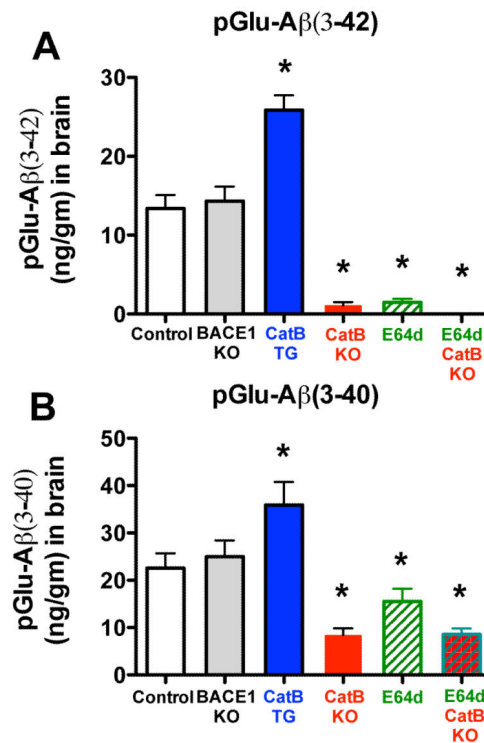 A
pGlu-Aβ(3-42)
pGlu-Aβ(3-42)
(ng/gm) in brain
30
20
10
0
* * * *
Control BACE1 KO CatB TG CatB KO E64d E64d CatB KO
B
pGlu-Aβ(3-40)
pGlu-Aβ(3-40)
(ng/gm) in brain
50
40
30
20
10
0
* * * *
Control BACE1 KO CatB TG CatB KO E64d E64d CatB KO